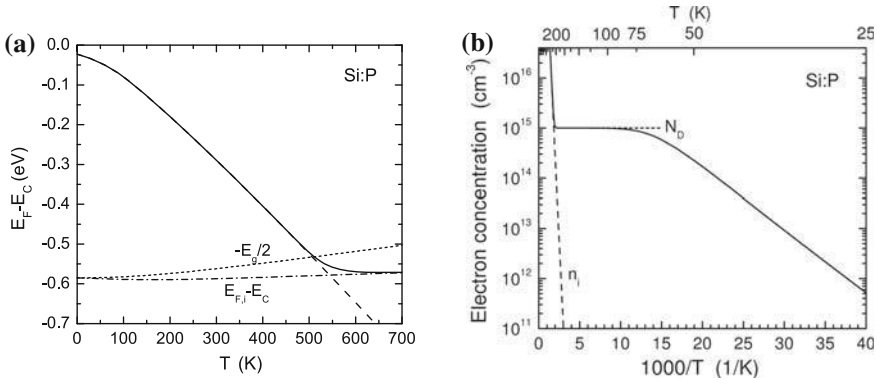 (a)
0.0
-0.1
-0.2
-0.3
-0.4
-0.5
-0.6
-0.7
E_F-E_C (eV)
Si:P
-E_g/2
E_{F,i}-E_C
0 100 200 300 400 500 600 700
T (K)
(b)
T (K)
200 100 75 50 25
10^16
10^15
10^14
10^13
10^12
10^11
Electron concentration (cm^-3)
Si:P
N_D
n_i
0 5 10 15 20 25 30 35 40
1000/T (1/K)